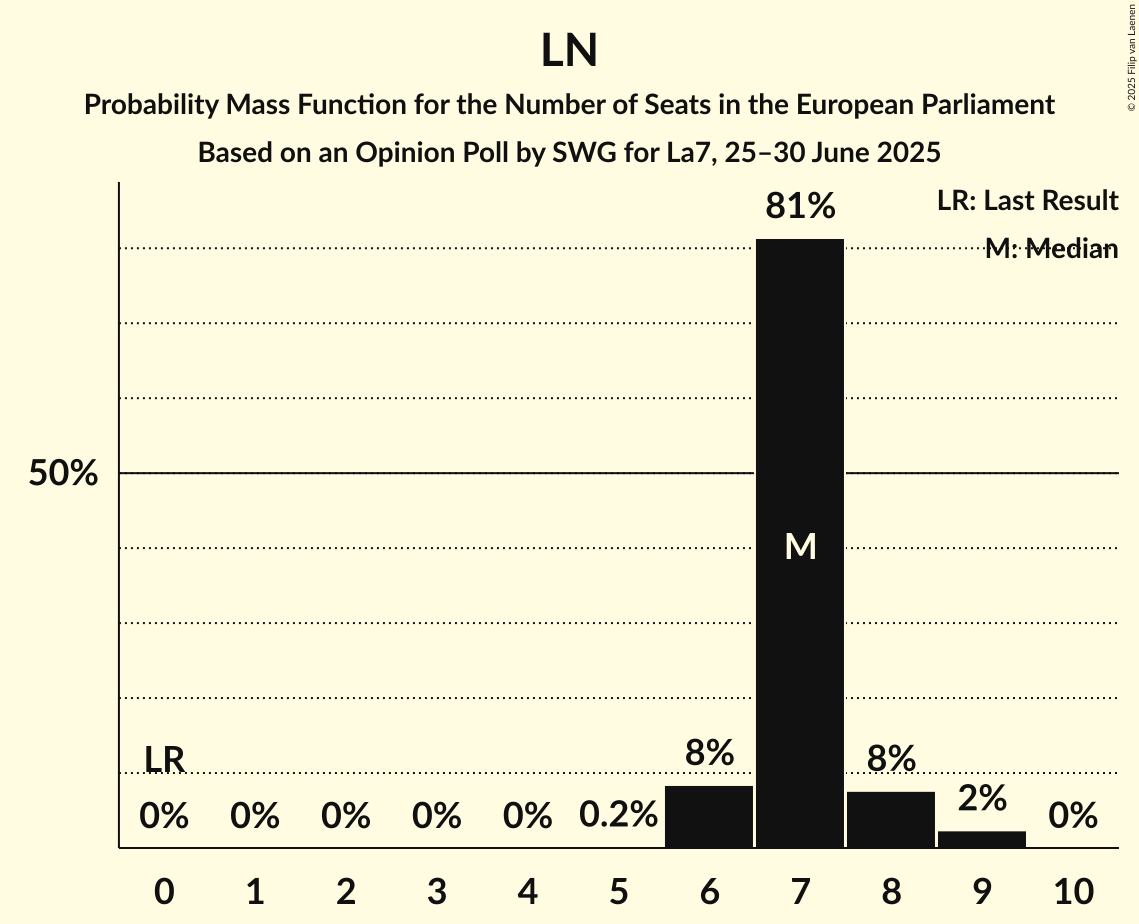 LN
Probability Mass Function for the Number of Seats in the European Parliament
Based on an Opinion Poll by SWG for La7, 25–30 June 2025
© 2025 Filip van Laenen
LR: Last Result
M: Median
81%
50%
M
LR
8%
8%
2%
0%
0%
0%
0%
0%
0.2%
0%
0 1 2 3 4 5 6 7 8 9 10